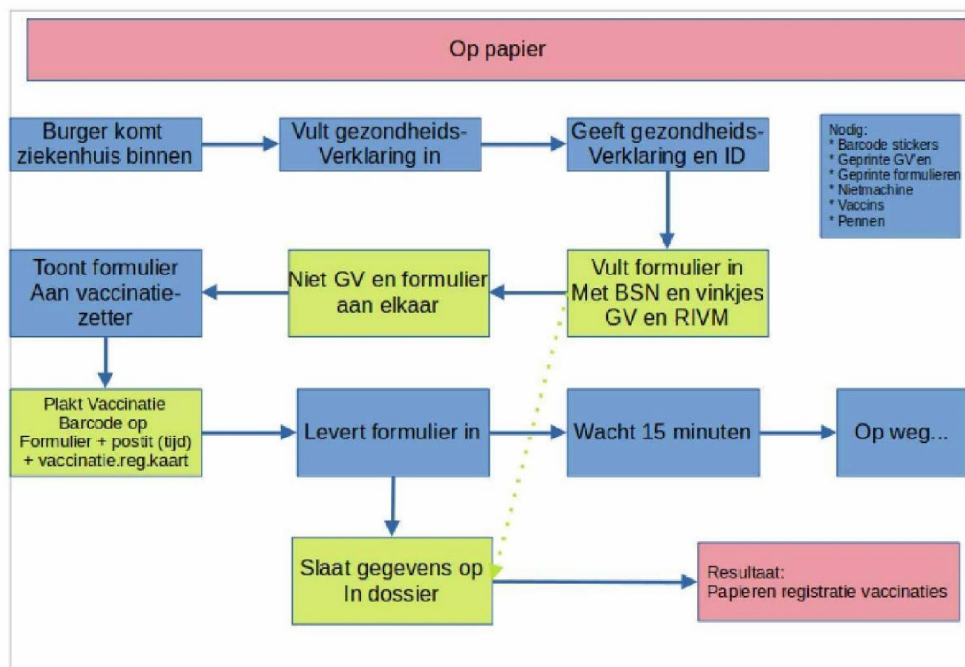 Op papier
Burger komt
ziekenhuis binnen
Vult gezondheids-
Verklaring in
Geeft gezondheids-
Verklaring en ID
Nodig:
* Barcode stickers
* Geprinte GV'en
* Geprinte formulieren
* Nietmachine
* Vaccins
* Pennen
Toont formulier
Aan vaccinatie-
zetter
Niet GV en formulier
aan elkaar
Vult formulier in
Met BSN en vinkjes
GV en RIVM
Plakt Vaccinatie
Barcode op
Formulier + postit (tijd)
+ vaccinatie.reg.kaart
Levert formulier in
Wacht 15 minuten
Op weg...
Slaat gegevens op
In dossier
Resultaat:
Papieren registratie vaccinaties